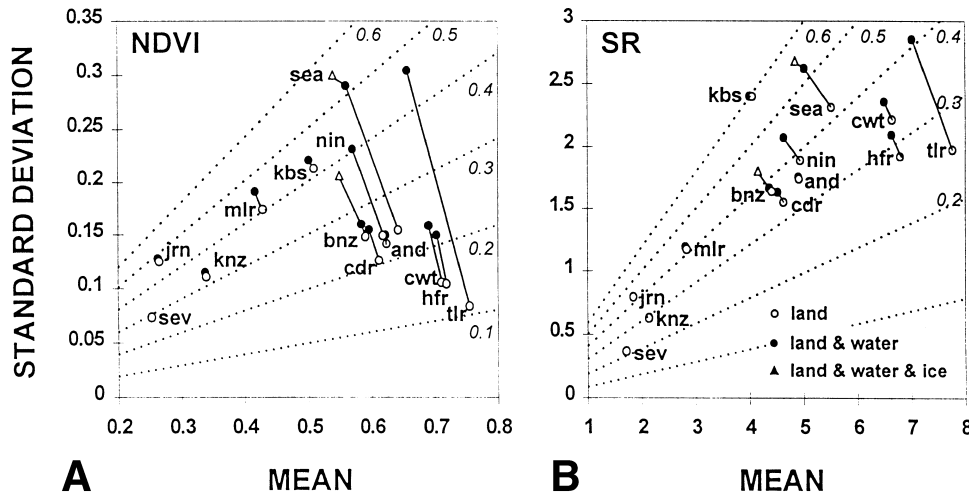 STANDARD DEVIATION
0.35
0.3
0.25
0.2
0.15
0.1
0.05
0
NDVI
0.6
0.5
0.4
0.3
0.2
0.1
sea
nin
kbs
mlr
jrn
knz
sev
bnz
cdr
and
cwt
hfr
tlr
0.2 0.3 0.4 0.5 0.6 0.7 0.8
A MEAN
3
2.5
2
1.5
1
0.5
0
SR
0.6
0.5
0.4
0.3
0.2
kbs
sea
cwt
hfr
tlr
nin
and
bnz
cdr
mlr
jrn
knz
sev
land
land & water
land & water & ice
1 2 3 4 5 6 7 8
B MEAN